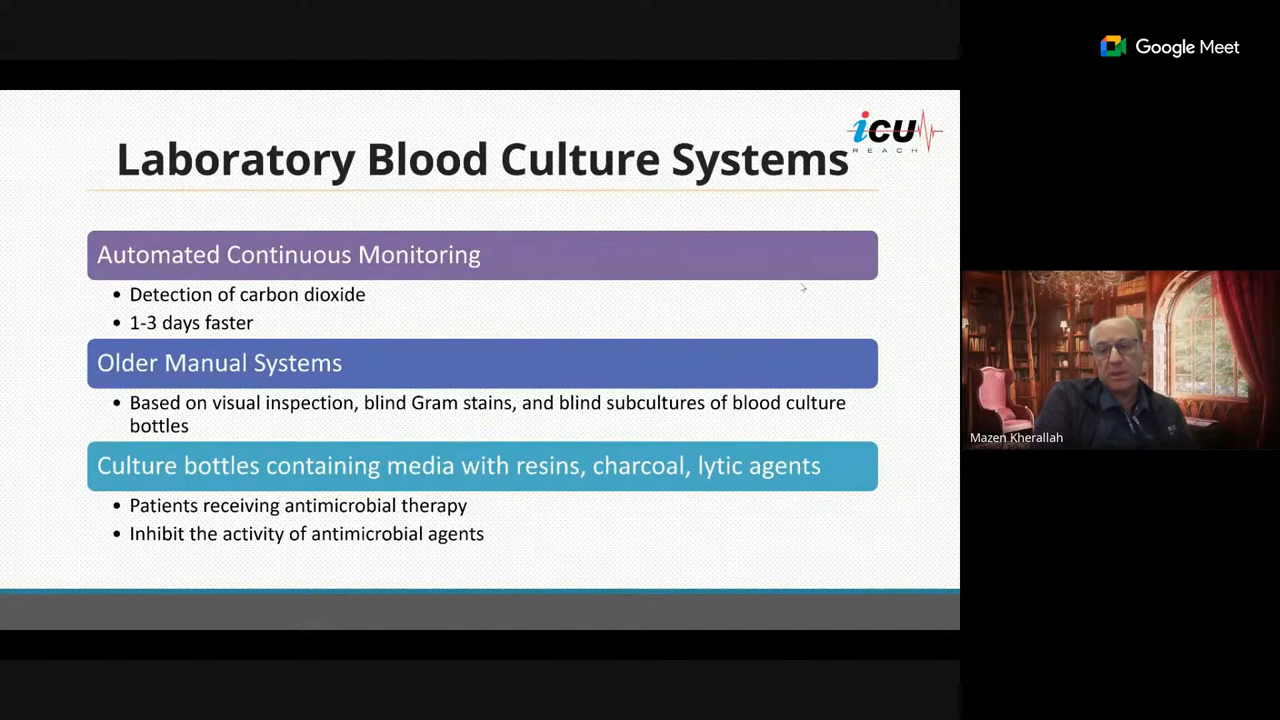 Google Meet
icu
REACH
Laboratory Blood Culture Systems
Automated Continuous Monitoring
• Detection of carbon dioxide
• 1-3 days faster
Older Manual Systems
• Based on visual inspection, blind Gram stains, and blind subcultures of blood culture
bottles
Culture bottles containing media with resins, charcoal, lytic agents
• Patients receiving antimicrobial therapy
• Inhibit the activity of antimicrobial agents
Mazen Kherallah